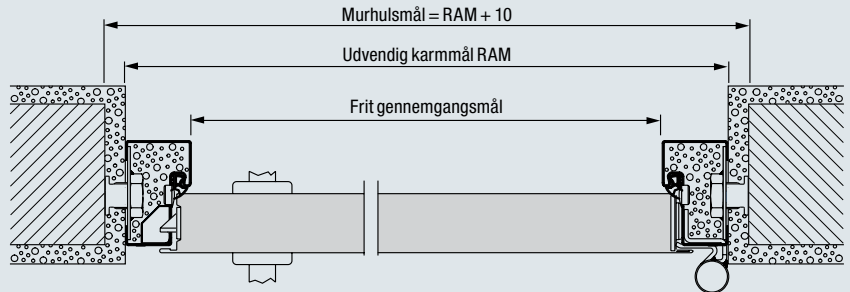 Murhulsmål = RAM + 10
Udvendig karmmål RAM
Frit gennemgangsmål